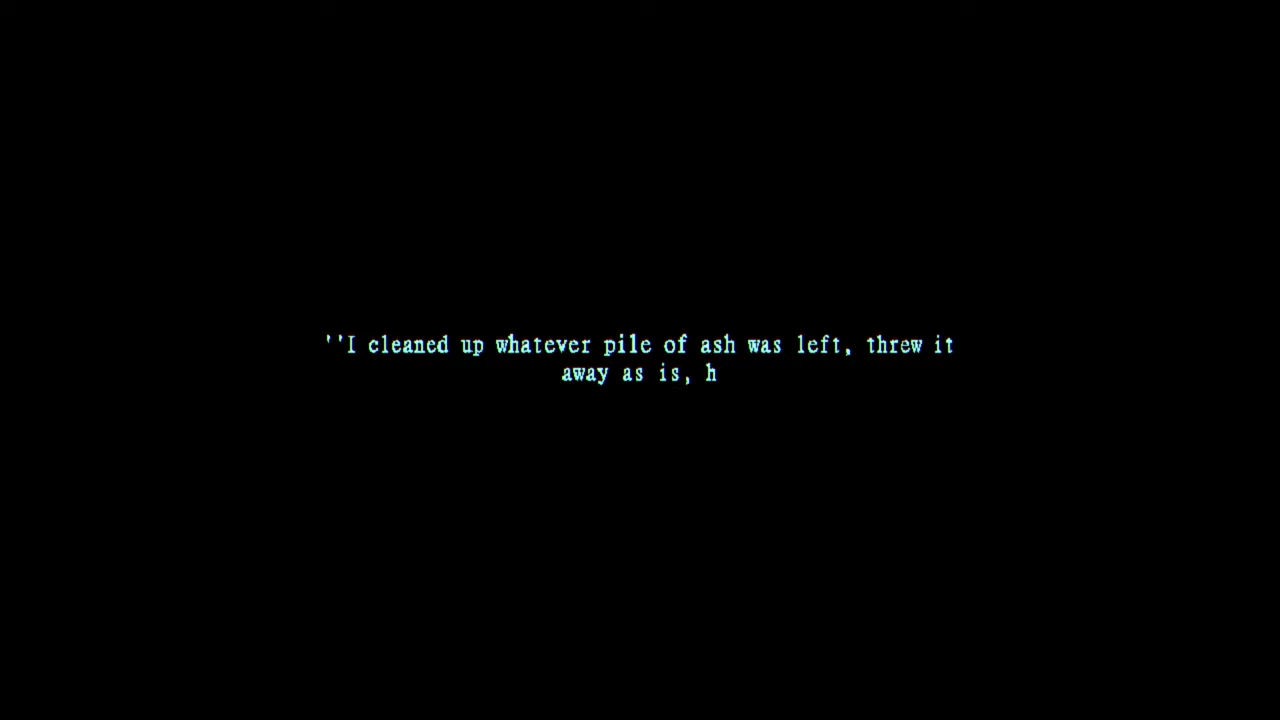 ''I cleaned up whatever pile of ash was left, threw it
away as is, h